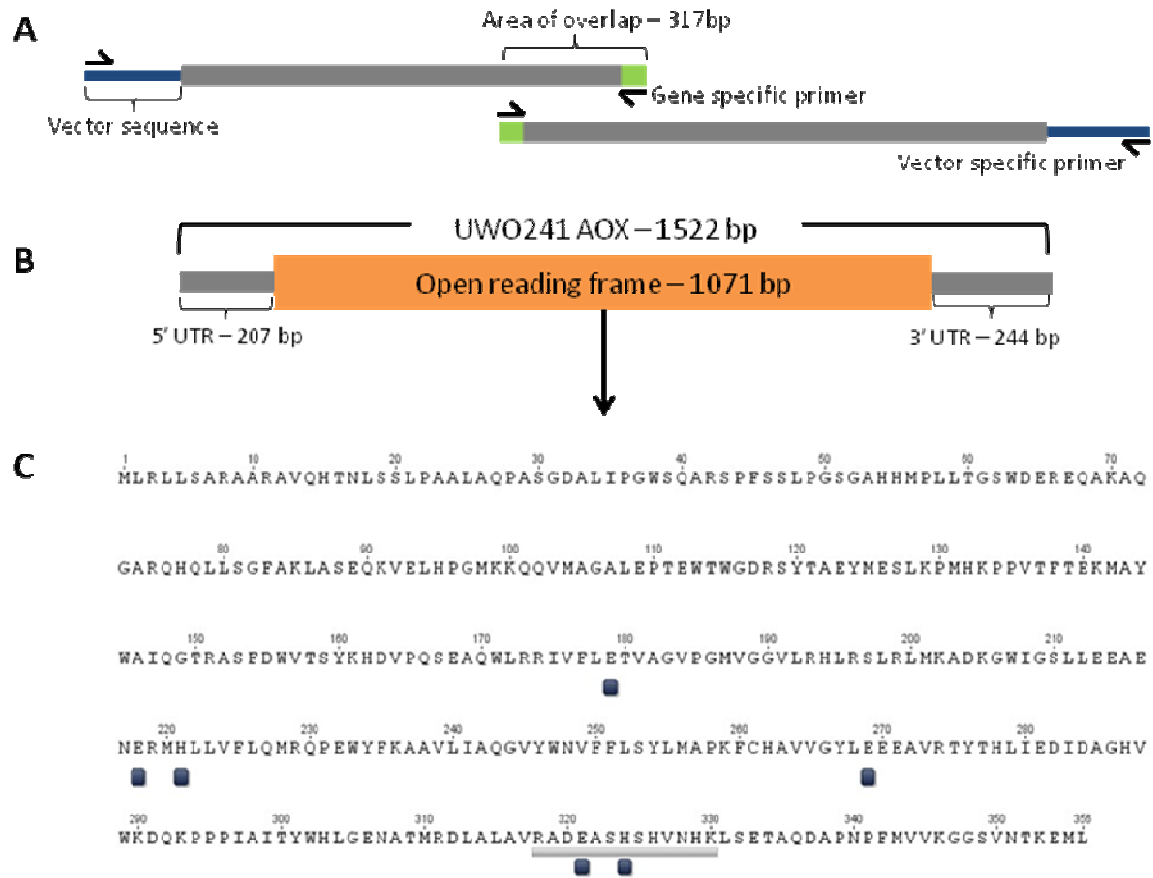 A
Area of overlap – 317bp
Gene specific primer
Vector sequence
Vector specific primer
UWO241 AOX – 1522 bp
B
Open reading frame – 1071 bp
5' UTR – 207 bp
3' UTR – 244 bp
C
1 10 20 30 40 50 60 70
MLRLLSARAARAVQHTNLSSLPAALAQPASGDALIPGWSQARSPFSSLPGSGAHHMPLLTGSWDEREQAKAQ
80 90 100 110 120 130 140
GARQHQLLSGFAKLASEQKVELHPGMKKQQVMAGALEPTEWTWGDRSYTAEYMESLKPMHKPPVTFTEKMAY
150 160 170 180 190 200 210
WAIQGTRASFDWVTSYKHDVPQSEAQWLRRIVFLETVAGVPGMVGGVLRHLRSLRLMKADKGWIGSLLEEAE
220 230 240 250 260 270 280
NERMHLLVFLQMRQPEWYFKAAVLIAQGVYWNVFFLSYLMAPKFCHAVVGYLEEEAVRTYTHLIEDIDAGHV
290 300 310 320 330 340 350
WKDQKPPPIAITYWHLGENATMRDLALAVRADEASHSHVNHKLSETAQDAPNPFMVVKGGSVNTKEML